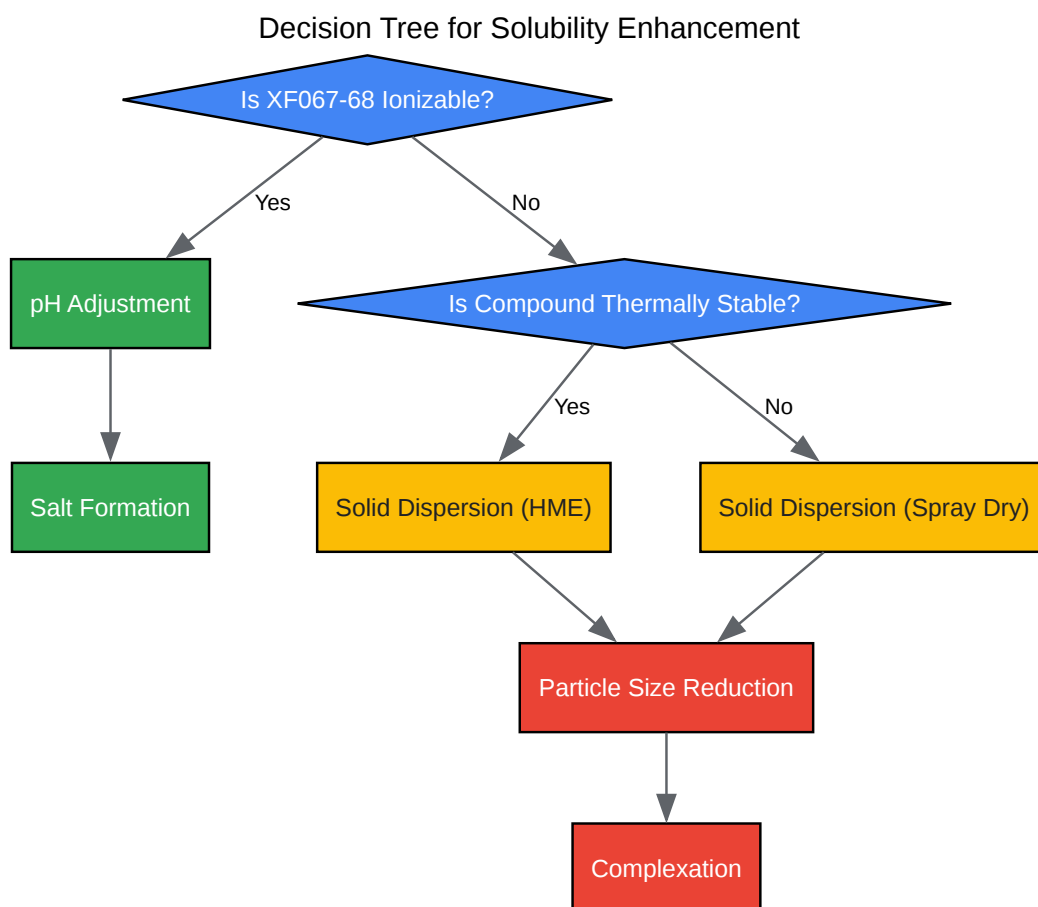 Decision Tree for Solubility Enhancement
Is XF067-68 Ionizable?
Yes
No
pH Adjustment
Is Compound Thermally Stable?
Yes
No
Salt Formation
Solid Dispersion (HME)
Solid Dispersion (Spray Dry)
Particle Size Reduction
Complexation